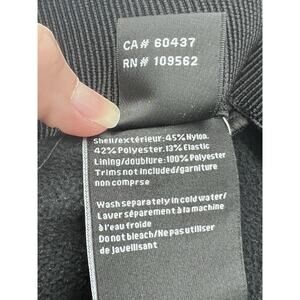 CA# 60437
RN# 109562
Shell/extérieur:45% Nylon,
42% Polyester,13% Elastic
Lining/doublure:100% Polyester
Trims not included/garniture
non comprse
Wash separately in cold water/
Laver séparement à la machine
à l'eau froide
Do not bleach/Ne pas utiliser
de javellisant